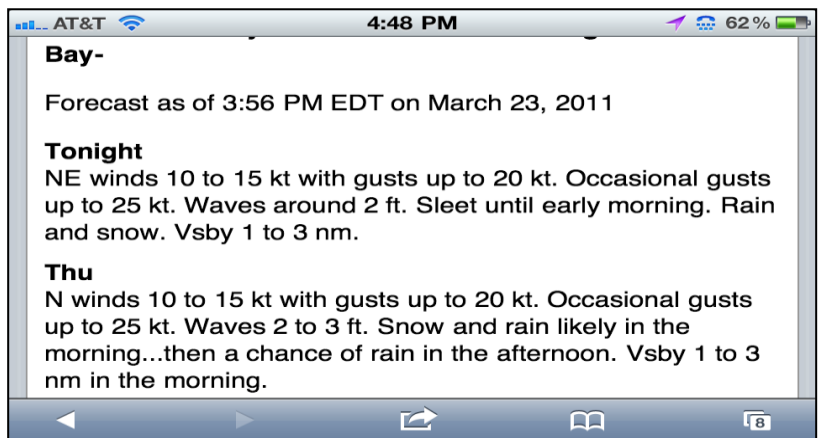 AT&T 4:48 PM 62%
Bay-
Forecast as of 3:56 PM EDT on March 23, 2011
Tonight
NE winds 10 to 15 kt with gusts up to 20 kt. Occasional gusts
up to 25 kt. Waves around 2 ft. Sleet until early morning. Rain
and snow. Vsby 1 to 3 nm.
Thu
N winds 10 to 15 kt with gusts up to 20 kt. Occasional gusts
up to 25 kt. Waves 2 to 3 ft. Snow and rain likely in the
morning...then a chance of rain in the afternoon. Vsby 1 to 3
nm in the morning.
8